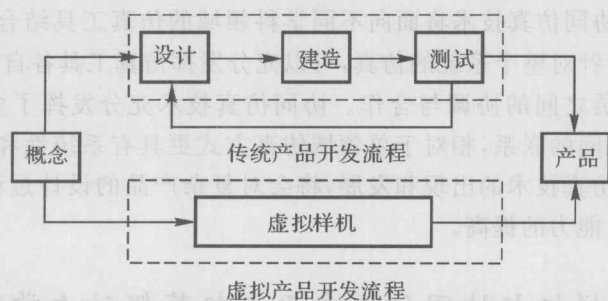 设计
建造
测试
概念
传统产品开发流程
产品
虚拟样机
虚拟产品开发流程